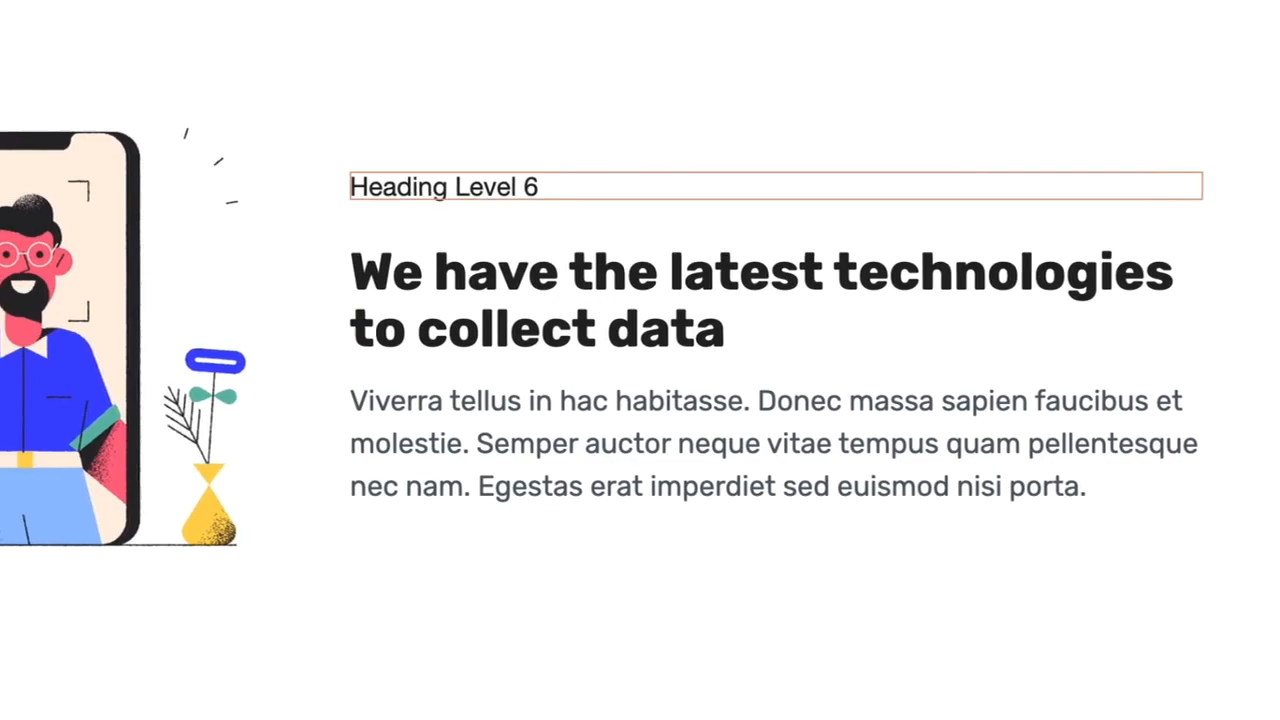 Heading Level 6
We have the latest technologies
to collect data
Viverra tellus in hac habitasse. Donec massa sapien faucibus et
molestie. Semper auctor neque vitae tempus quam pellentesque
nec nam. Egestas erat imperdiet sed euismod nisi porta.